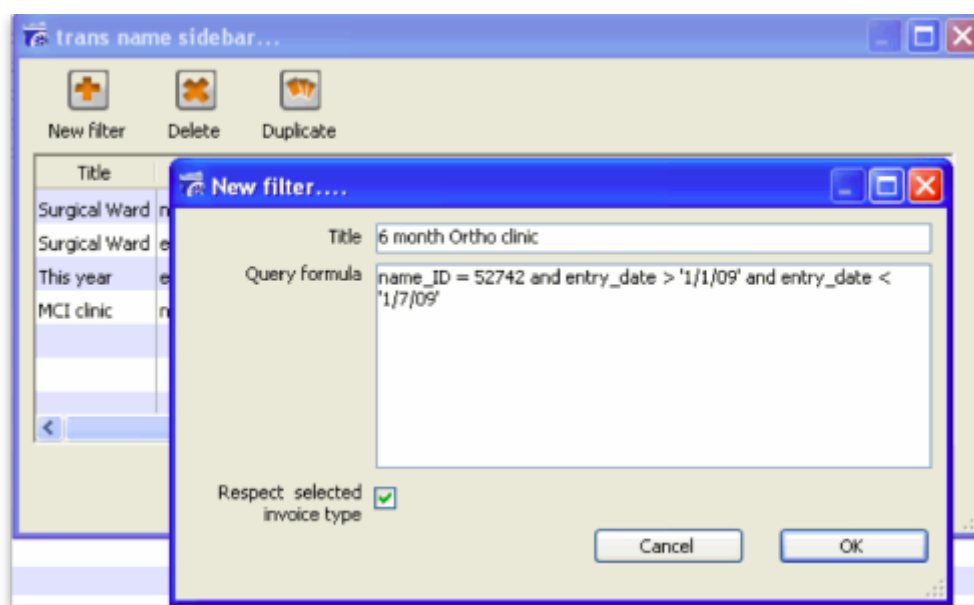 trans name sidebar...
New filter Delete Duplicate
Title
Surgical Ward n
Surgical Ward e
This year e
MCI clinic n
New filter....
Title 6 month Ortho clinic
Query formula name_ID = 52742 and entry_date > '1/1/09' and entry_date <
'1/7/09'
Respect selected
invoice type
Cancel OK